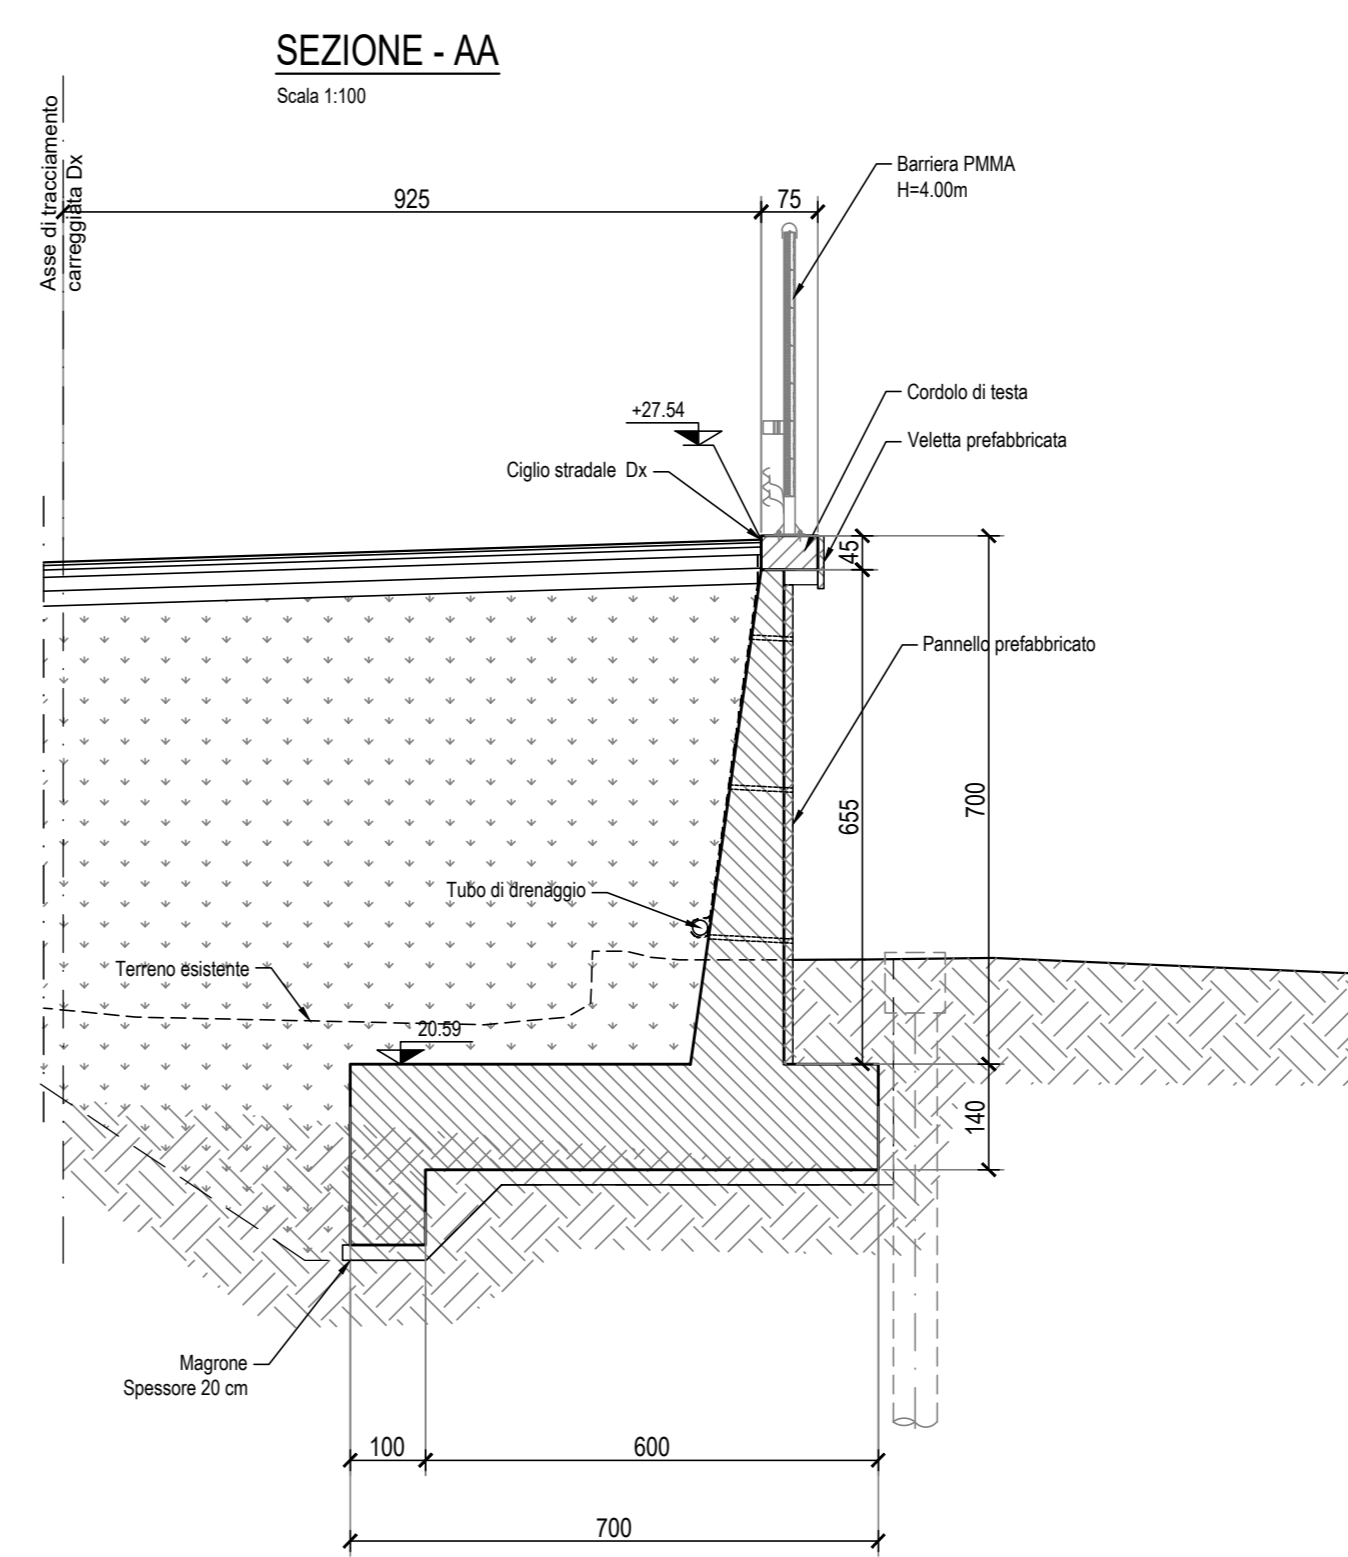 SEZIONE - AA
Scala 1:100
Asse di tracciamento
carreggiata Dx
925
75
Barriera PMMA
H=4.00m
+27.54
Cordolo di testa
Veletta prefabbricata
Ciglio stradale Dx
45
Pannello prefabbricato
655
700
Tubo di drenaggio
Terreno esistente
20.59
140
Magrone
Spessore 20 cm
100
600
700